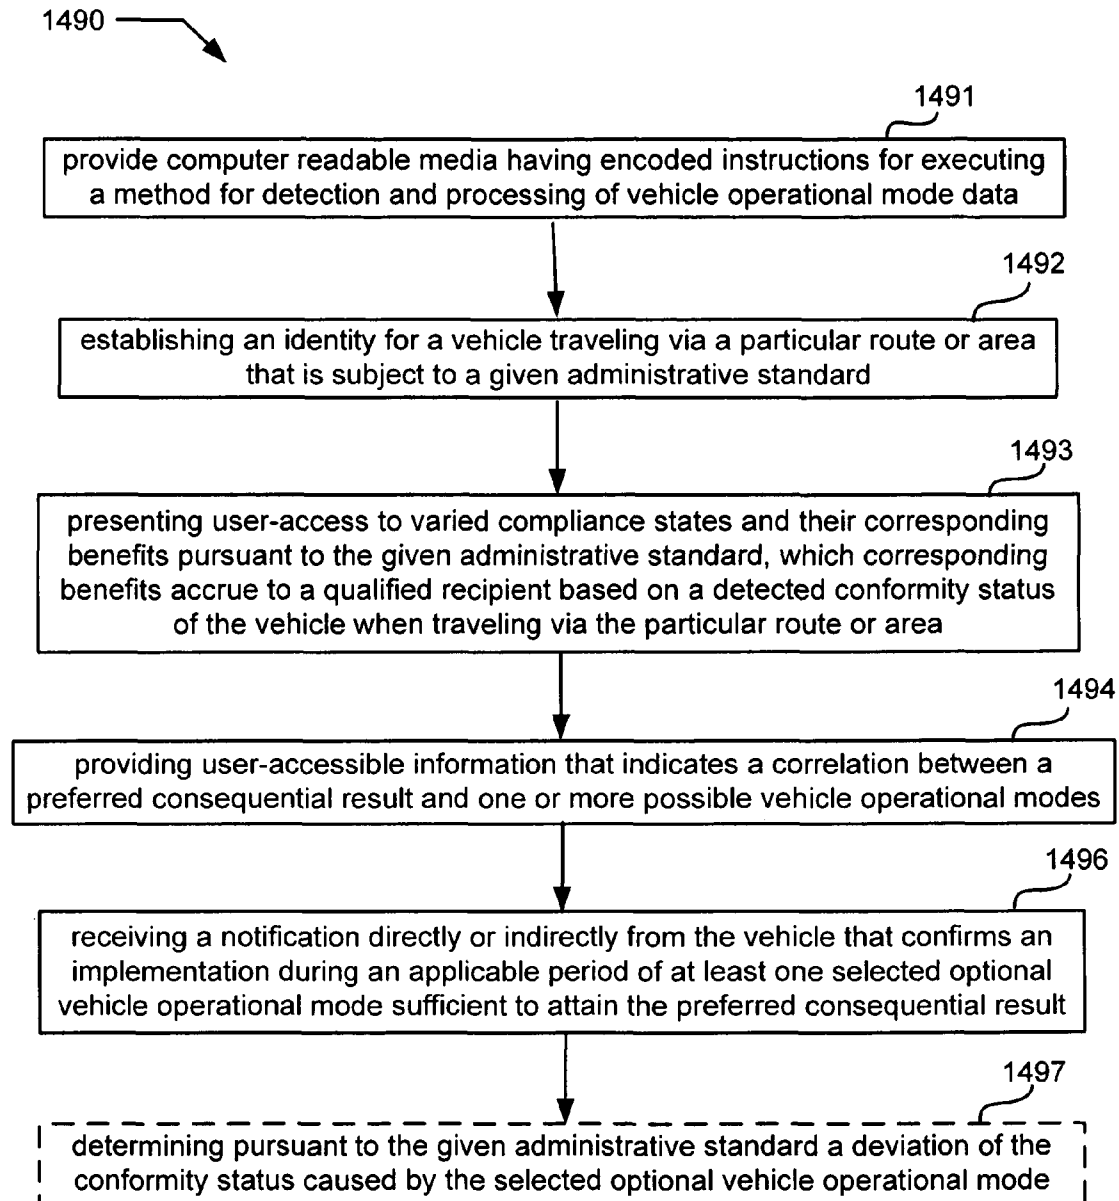 1490
1491
provide computer readable media having encoded instructions for executing
a method for detection and processing of vehicle operational mode data
1492
establishing an identity for a vehicle traveling via a particular route or area
that is subject to a given administrative standard
1493
presenting user-access to varied compliance states and their corresponding
benefits pursuant to the given administrative standard, which corresponding
benefits accrue to a qualified recipient based on a detected conformity status
of the vehicle when traveling via the particular route or area
1494
providing user-accessible information that indicates a correlation between a
preferred consequential result and one or more possible vehicle operational modes
1496
receiving a notification directly or indirectly from the vehicle that confirms an
implementation during an applicable period of at least one selected optional
vehicle operational mode sufficient to attain the preferred consequential result
1497
determining pursuant to the given administrative standard a deviation of the
conformity status caused by the selected optional vehicle operational mode